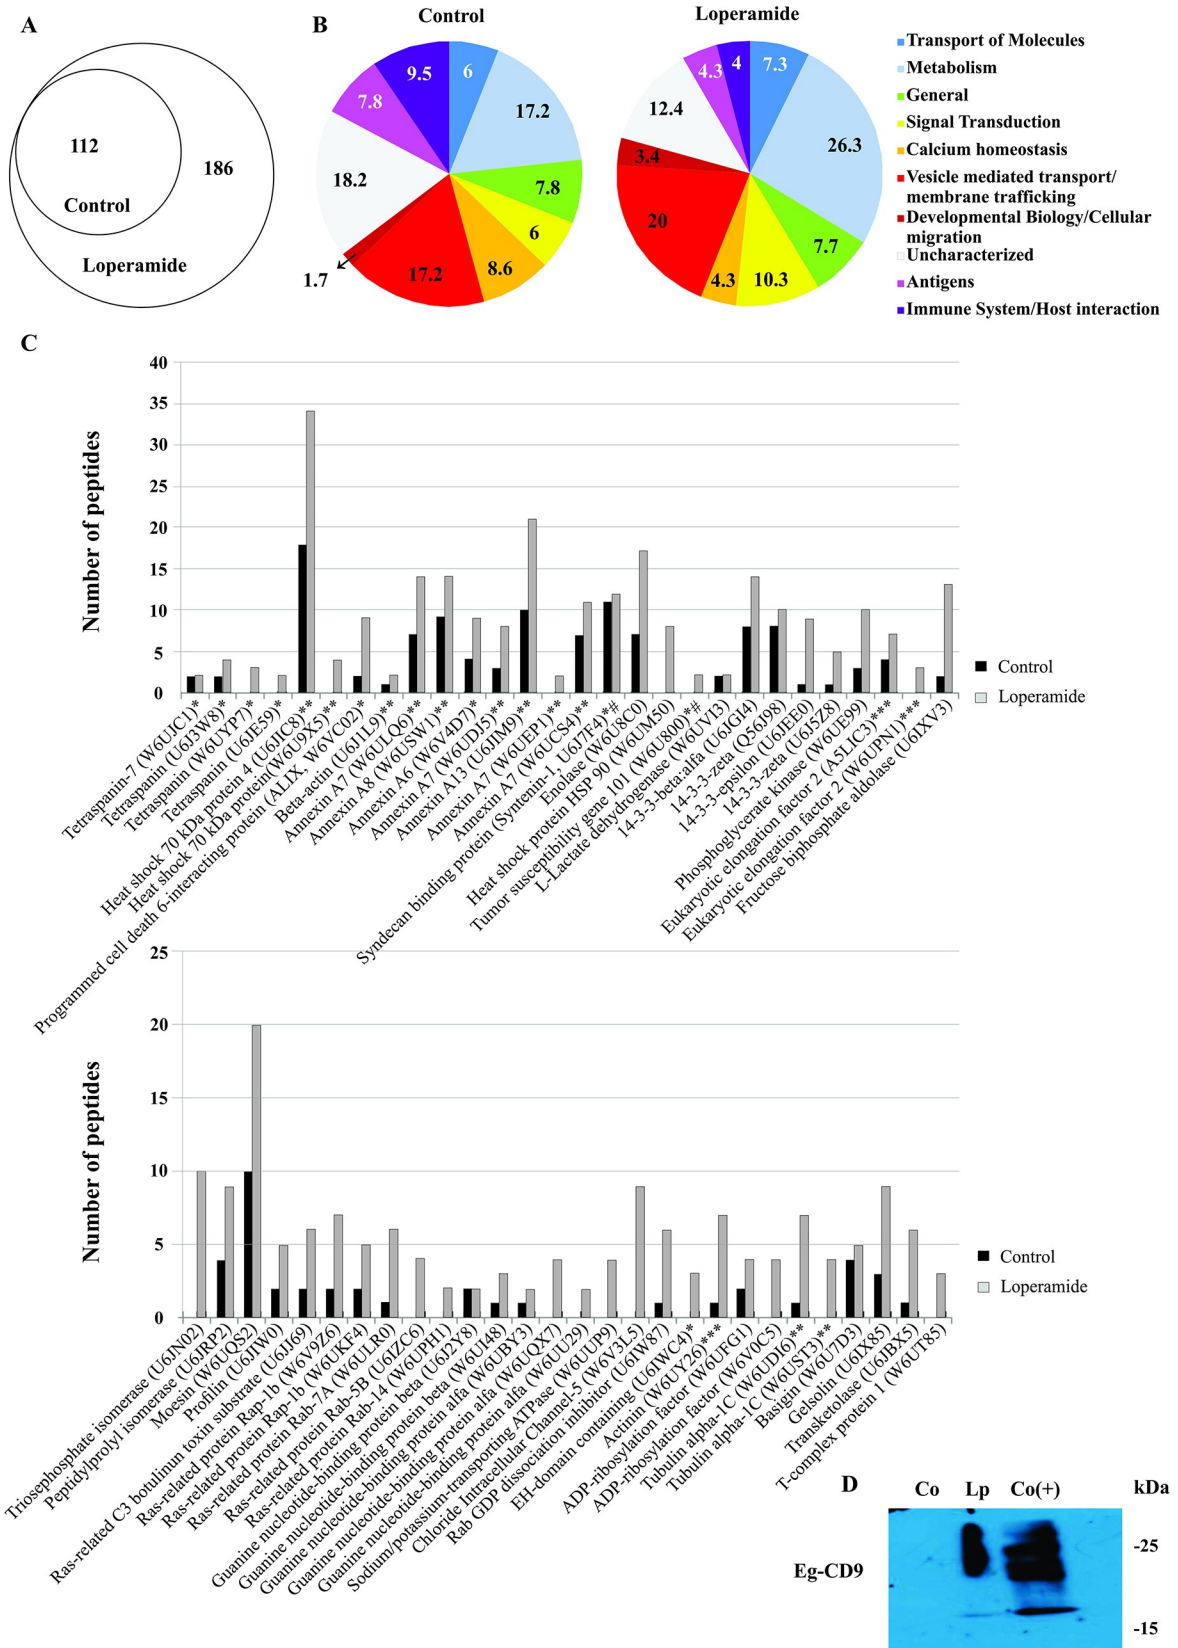 A
112
186
Control
Loperamide
B
Control
9.5
6
17.2
7.8
6
8.6
17.2
1.7
18.2
7.8
Loperamide
4.3
4
7.3
26.3
7.7
10.3
4.3
20
3.4
12.4
Transport of Molecules
Metabolism
General
Signal Transduction
Calcium homeostasis
Vesicle mediated transport/
membrane trafficking
Developmental Biology/Cellular
migration
Uncharacterized
Antigens
Immune System/Host interaction
C
Number of peptides
40
35
30
25
20
15
10
5
0
Control
Loperamide
Tetraspanin-7 (W6UJC1)*
Tetraspanin (U6J3W8)*
Tetraspanin (W6UYP7)*
Tetraspanin (U6JE59)*
Heat shock 70 kDa protein 4 (U6JIC8)**
Heat shock 70 kDa protein(W6U9X5)**
Programmed cell death 6-interacting protein (ALIX, W6VC02)*
Beta-actin (U6J1L9)**
Annexin A7 (W6ULQ6)**
Annexin A8 (W6USW1)**
Annexin A6 (W6V4D7)*
Annexin A7 (W6UDJ5)**
Annexin A13 (U6JIM9)**
Annexin A7 (W6UEP1)**
Annexin A7 (W6UCS4)**
Syndecan binding protein (Syntenin-1, U6J7F4)*#
Enolase (W6U8C0)
Heat shock protein HSP 90 (W6UM50)
Tumor susceptibility gene 101 (W6U800)*#
L-Lactate dehydrogenase (W6UVI3)
14-3-3-beta-alfa (U6JGI4)
14-3-3-zeta (Q56J98)
14-3-3-epsilon (U6JEE0)
14-3-3-zeta (U6J5Z8)
Phosphoglycerate kinase (W6UE99)
Eukaryotic elongation factor 2 (A5LIC3)***
Eukaryotic elongation factor 2 (W6UPN1)***
Fructose biphosphate aldolase (U6JXV3)
Number of peptides
25
20
15
10
5
0
Control
Loperamide
Triosephosphate isomerase (U6JN02)
Peptidylprolyl isomerase (U6JRP2)
Moesin (W6UQS2)
Profilin (U6JIW0)
Ras-related C3 botulimun toxin substrate (U6JJ69)
Ras-related protein Rap-1b (W6V9Z6)
Ras-related protein Rap-1b (W6UKF4)
Ras-related protein Rab-7A (W6ULR0)
Ras-related protein Rab-5B (U6JZC6)
Ras-related protein Rab-14 (W6UPH1)
Guanine nucleotide-binding protein beta (U6J2Y8)
Guanine nucleotide-binding protein beta (W6UI48)
Guanine nucleotide-binding protein alfa (W6UBY3)
Guanine nucleotide-binding protein alfa (W6UQX7)
Guanine nucleotide-binding protein alfa (W6UU29)
Sodium/potassium-transporting ATPase (W6UUP9)
Chloride Intracellular Channel-5 (W6V3L5)
Rab GDP dissociation inhibitor (U6JW87)
EH-domain containing (U6JWC4)*
Actinin (W6UY26)***
ADP-ribosylation factor (W6UFG1)
ADP-ribosylation factor (W6V0C5)
Tubulin alpha-1C (W6UDI6)**
Tubulin alpha-1C (W6UST3)**
Basigin (W6U7D3)
Gelsolin (U6JX85)
Transketolase (U6JBX5)
T-complex protein 1 (W6UT85)
D
Co
Lp
Co(+)
kDa
Eg-CD9
-25
-15